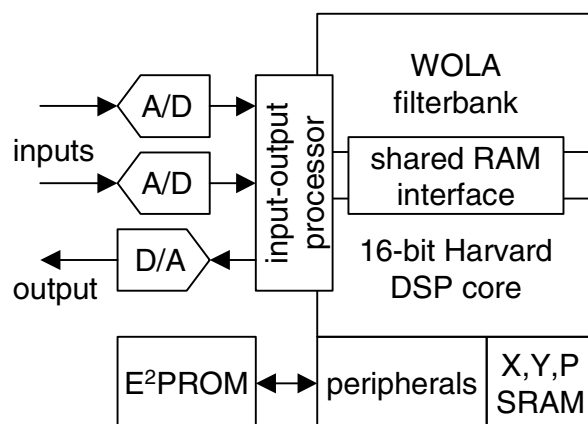 WOLA
filterbank
A/D
inputs
A/D
input-output
processor
shared RAM
interface
D/A
output
16-bit Harvard
DSP core
E²PROM
peripherals
X,Y,P
SRAM